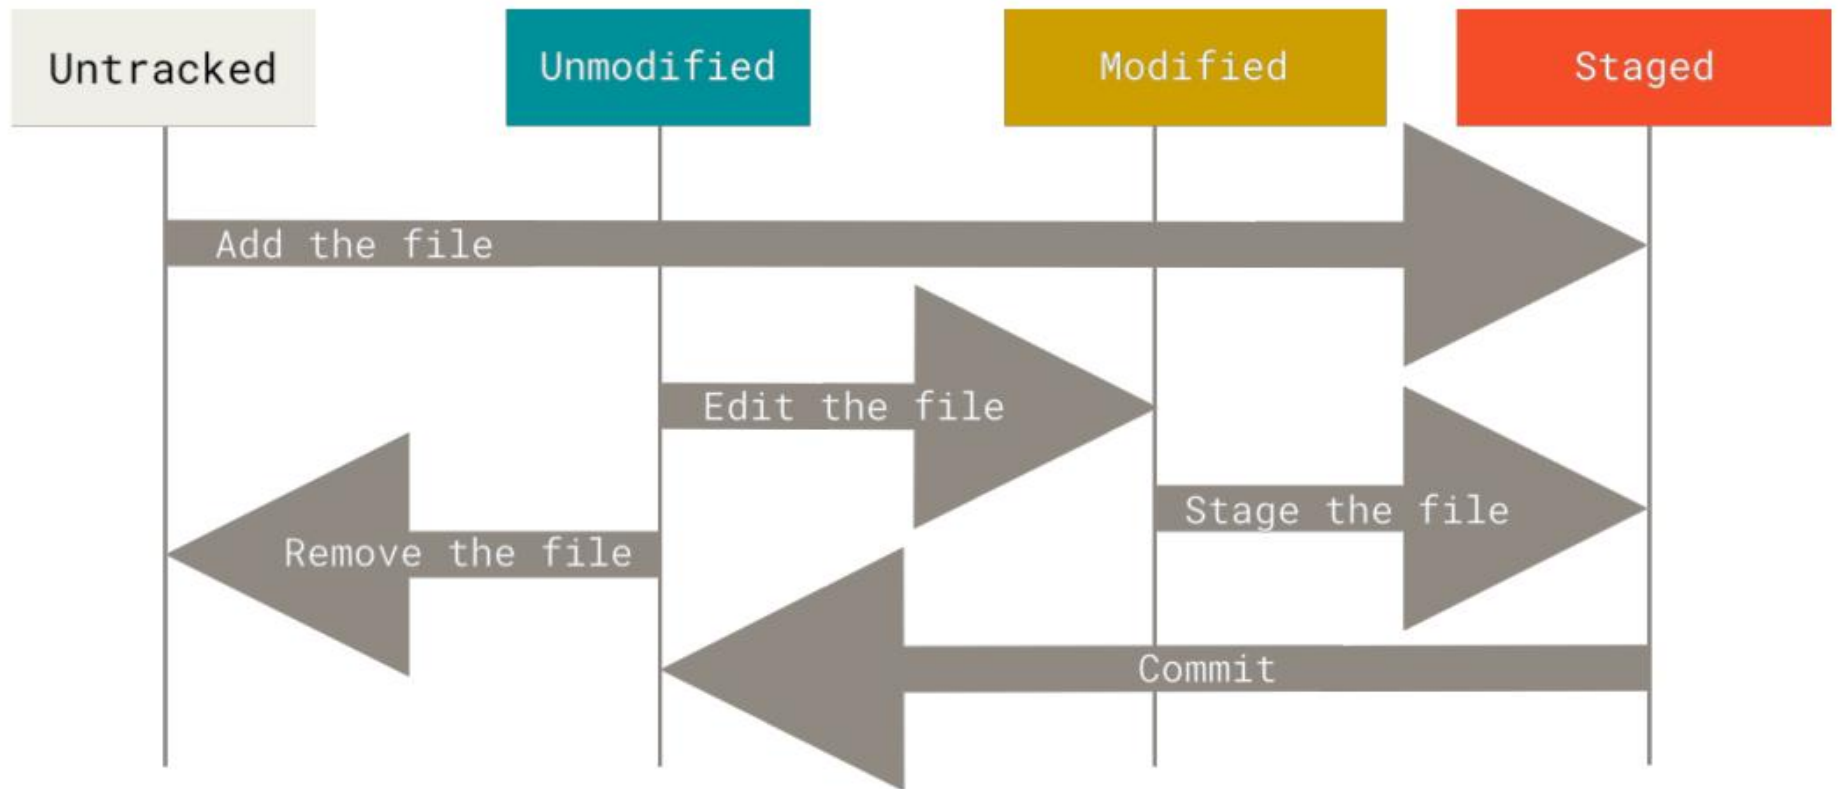 Untracked
Unmodified
Modified
Staged
Add the file
Edit the file
Stage the file
Remove the file
Commit